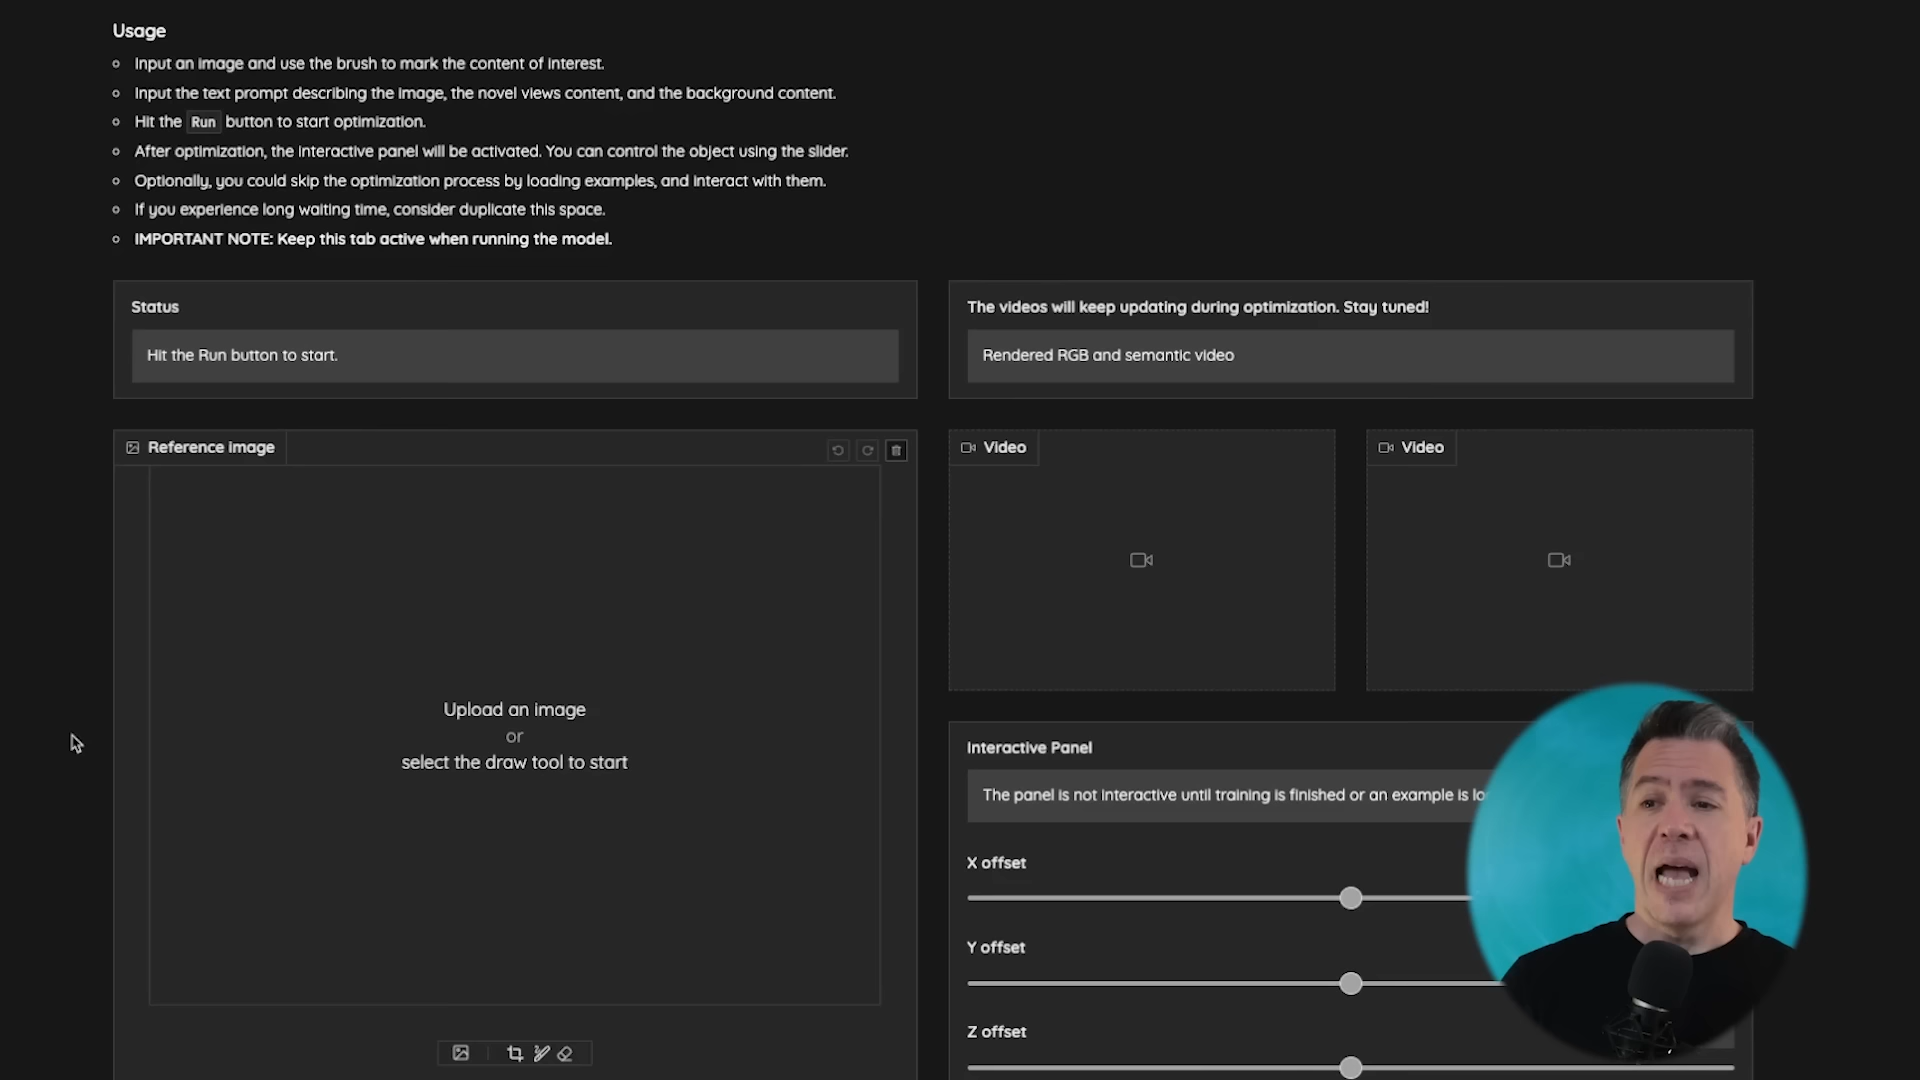 Usage
Input an image and use the brush to mark the content of interest.
Input the text prompt describing the image, the novel views content, and the background content.
Hit the Run button to start optimization.
After optimization, the interactive panel will be activated. You can control the object using the slider.
Optionally, you could skip the optimization process by loading examples, and interact with them.
If you experience long waiting time, consider duplicate this space.
IMPORTANT NOTE: Keep this tab active when running the model.
Status
Hit the Run button to start.
The videos will keep updating during optimization. Stay tuned!
Rendered RGB and semantic video
Reference image
Upload an image
or
select the draw tool to start
Video
Video
Interactive Panel
The panel is not interactive until training is finished or an example is
X offset
Y offset
Z offset